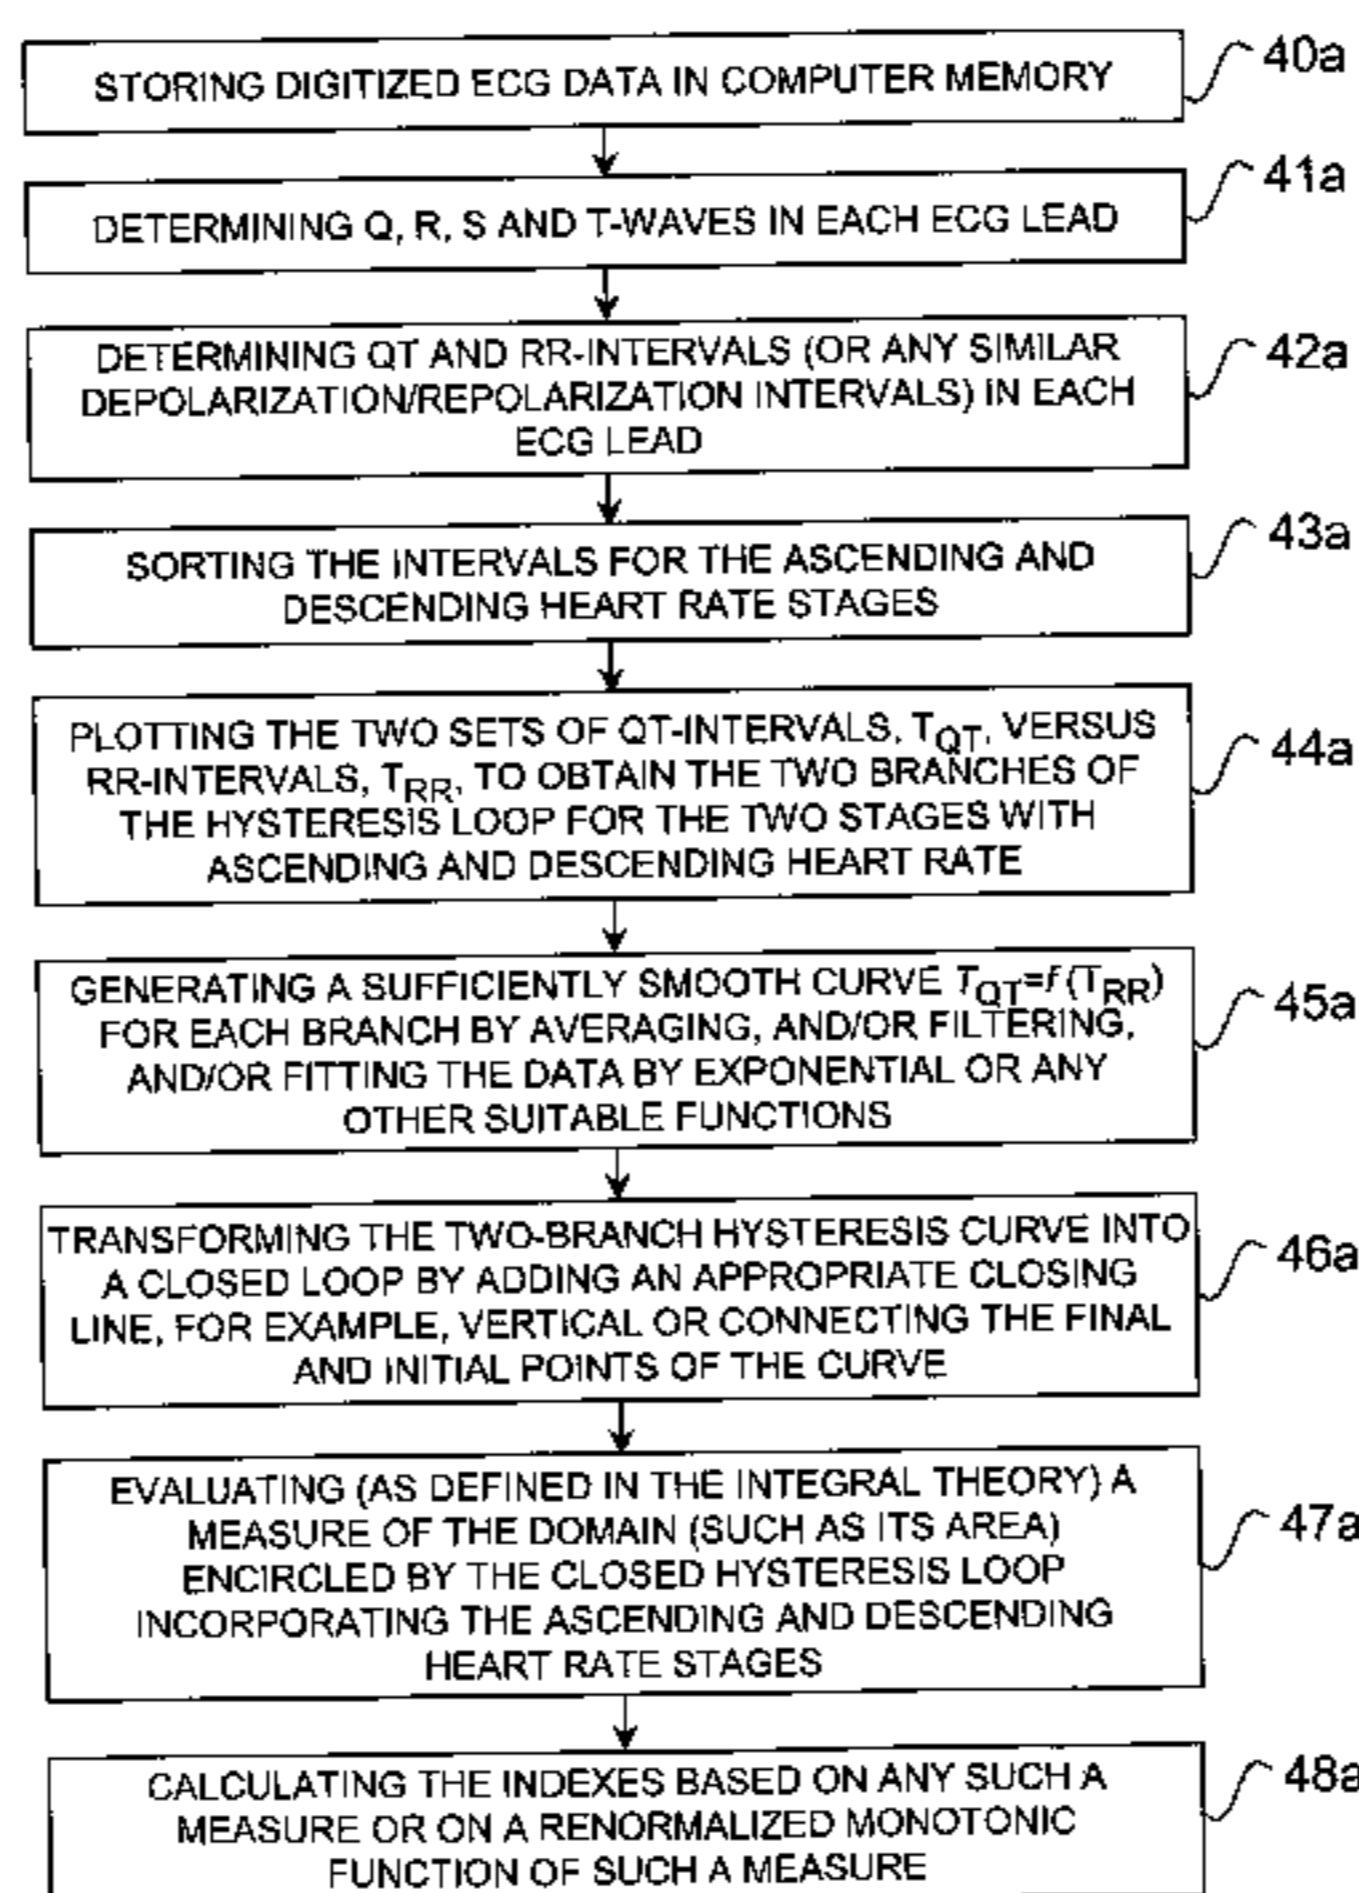 STORING DIGITIZED ECG DATA IN COMPUTER MEMORY
40a
DETERMINING Q, R, S AND T-WAVES IN EACH ECG LEAD
41a
DETERMINING QT AND RR-INTERVALS (OR ANY SIMILAR
DEPOLARIZATION/REPOLARIZATION INTERVALS) IN EACH
ECG LEAD
42a
SORTING THE INTERVALS FOR THE ASCENDING AND
DESCENDING HEART RATE STAGES
43a
PLOTTING THE TWO SETS OF QT-INTERVALS, TQT, VERSUS
RR-INTERVALS, TRR, TO OBTAIN THE TWO BRANCHES OF
THE HYSTERESIS LOOP FOR THE TWO STAGES WITH
ASCENDING AND DESCENDING HEART RATE
44a
GENERATING A SUFFICIENTLY SMOOTH CURVE TQT=f (TRR)
FOR EACH BRANCH BY AVERAGING, AND/OR FILTERING,
AND/OR FITTING THE DATA BY EXPONENTIAL OR ANY
OTHER SUITABLE FUNCTIONS
45a
TRANSFORMING THE TWO-BRANCH HYSTERESIS CURVE INTO
A CLOSED LOOP BY ADDING AN APPROPRIATE CLOSING
LINE, FOR EXAMPLE, VERTICAL OR CONNECTING THE FINAL
AND INITIAL POINTS OF THE CURVE
46a
EVALUATING (AS DEFINED IN THE INTEGRAL THEORY) A
MEASURE OF THE DOMAIN (SUCH AS ITS AREA)
ENCIRCLED BY THE CLOSED HYSTERESIS LOOP
INCORPORATING THE ASCENDING AND DESCENDING
HEART RATE STAGES
47a
CALCULATING THE INDEXES BASED ON ANY SUCH A
MEASURE OR ON A RENORMALIZED MONOTONIC
FUNCTION OF SUCH A MEASURE
48a